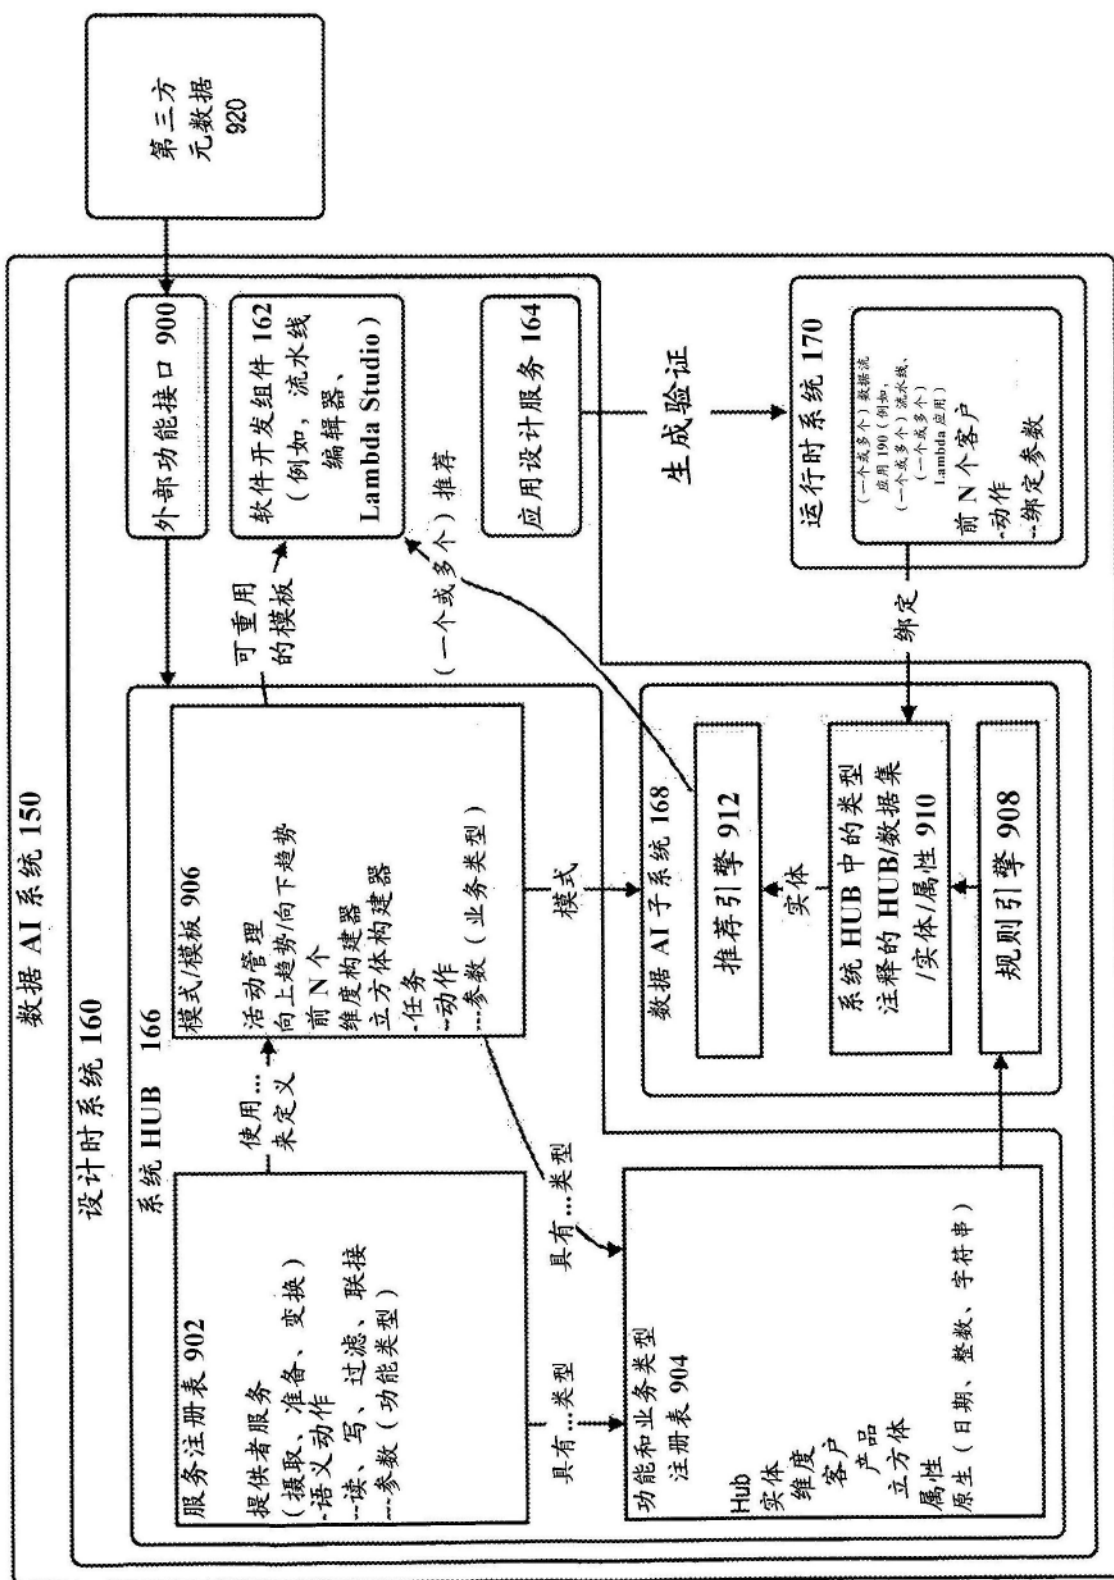 数据 AI 系统 150
设计时系统 160
系统 HUB 166
服务注册表 902
提供者服务
(摄取、准备、变换)
-语义动作
--读、写、过滤、联接
---参数(功能类型)
使用...
来定义
模式/模板 906
活动管理
向上趋势/向下趋势
前 N 个
维度构建器
立方体构建器
-任务
--动作
---参数(业务类型)
可重用
的模板
外部功能接口 900
第三方
元数据
920
软件开发组件 162
(例如，流水线
编辑器、
Lambda Studio)
(一个或多个)推荐
应用设计服务 164
生成验证
具有...类型
具有...类型
模式
功能和业务类型
注册表 904
Hub
实体
维度
客户
产品
立方体
属性
原生(日期、整数、字符串)
数据 AI 子系统 168
推荐引擎 912
实体
系统 HUB 中的类型
注释的 HUB/数据集
/实体/属性 910
规则引擎 908
绑定
运行时系统 170
(一个或多个)数据流
应用 190(例如，
(一个或多个)流水线、
(一个或多个)
Lambda 应用)
前 N 个客户
-动作
--绑定参数